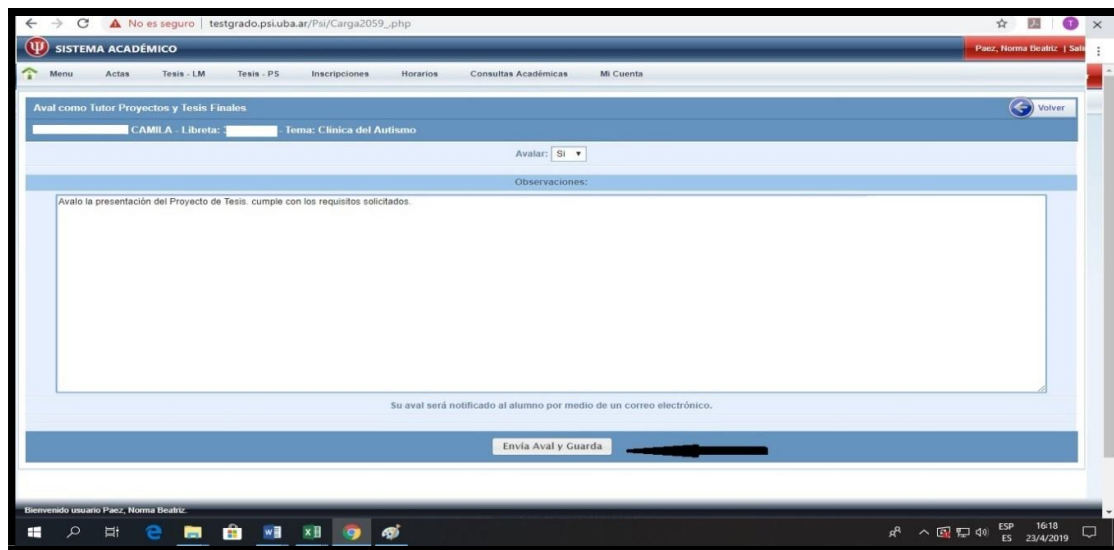 No es seguro | testgrado.psi.uba.ar/Psi/Carga2059_.php
SISTEMA ACADÉMICO
Paez, Norma Beatriz |
Menu Actas Tesis - LM Tesis - PS Inscripciones Horarios Consultas Académicas Mi Cuenta
Aval como Tutor Proyectos y Tesis Finales
Volver
CAMILA - Libreta: - Tema: Clínica del Autismo
Avalar: Si
Observaciones:
Avalo la presentación del Proyecto de Tesis. cumple con los requisitos solicitados.
Su aval será notificado al alumno por medio de un correo electrónico.
Envía Aval y Guarda
Bienvenido usuario Paez, Norma Beatriz.
ESP 16:18
ES 23/4/2019